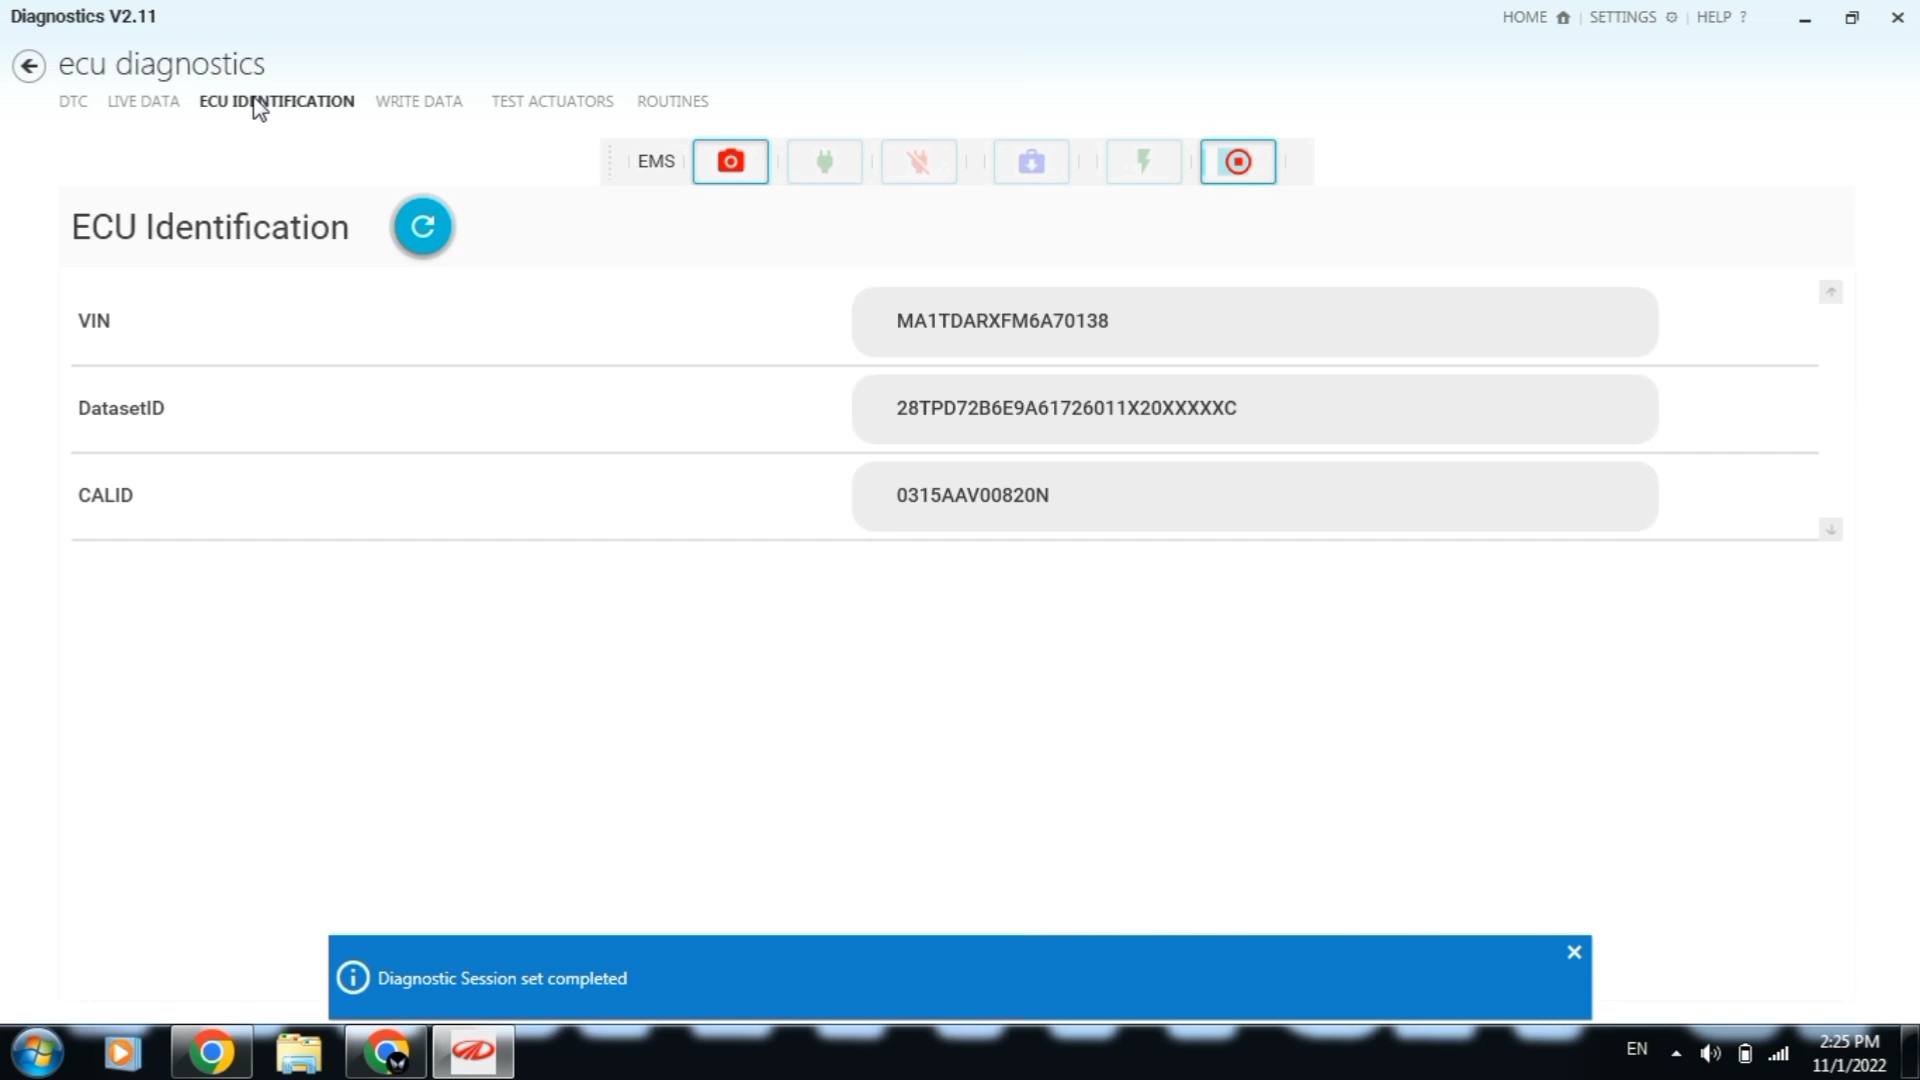 Diagnostics V2.11
HOME | SETTINGS | HELP ?
ecu diagnostics
DTC LIVE DATA ECU IDENTIFICATION WRITE DATA TEST ACTUATORS ROUTINES
EMS
ECU Identification
VIN MA1TDARXFM6A70138
DatasetID 28TPD72B6E9A61726011X20XXXXXC
CALID 0315AAV00820N
Diagnostic Session set completed
EN
2:25 PM
11/1/2022